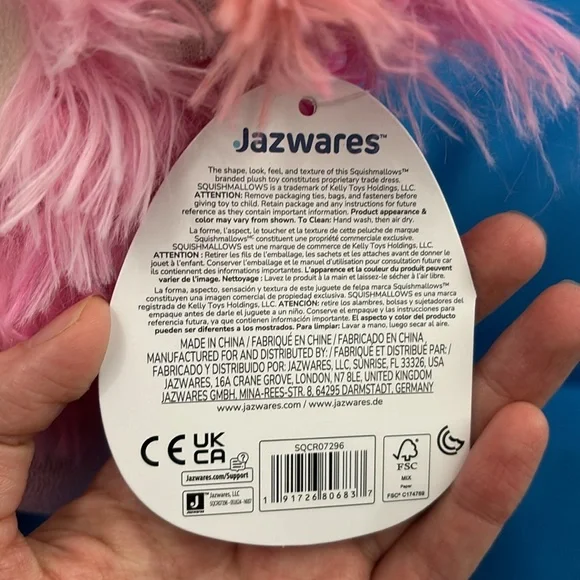 Jazwares™
The shape, look, feel, and texture of this Squishmallows™
branded plush toy constitutes proprietary trade dress.
SQUISHMALLOWS is a trademark of Kelly Toys Holdings, LLC.
ATTENTION: Remove packaging ties, bags, and fasteners before
giving toy to child. Retain package and any instructions for future
reference as they contain important information. Product appearance &
color may vary from shown. To Clean: Hand wash, then air dry.
La forme, l'aspect, le toucher et la texture de cette peluche de marque
Squishmallows™ constituent une propriété commerciale exclusive.
SQUISHMALLOWS est une marque de commerce de Kelly Toys Holdings, LLC.
ATTENTION : Retirer les fils de l'emballage, les sachets et les attaches avant de donner le
jouet à l'enfant. Conserver l'emballage et le manuel d'utilisation pour consultation future car
ils contiennent des informations importantes. L'apparence et la couleur du produit peuvent
varier de l'image. Nettoyage : Lavez le produit à la main et laissez-le sécher à l'air libre.
La forma, aspecto, sensación y textura de este juguete de felpa marca Squishmallows™
constituyen una imagen comercial de propiedad exclusiva. SQUISHMALLOWS es una marca
registrada de Kelly Toys Holdings, LLC. ATENCIÓN: retire los alambres, bolsas y sujetadores del
empaque antes de darle el juguete a un niño. Conserve el empaque y las instrucciones para
referencia futura, ya que contienen información importante. El aspecto y color del producto
pueden ser diferentes a los mostrados. Para limpiar: Lavar a mano, luego secar al aire.
MADE IN CHINA / FABRIQUÉ EN CHINE / FABRICADO EN CHINA
MANUFACTURED FOR AND DISTRIBUTED BY: / FABRIQUÉ ET DISTRIBUÉ PAR: /
FABRICADO Y DISTRIBUIDO POR: JAZWARES, LLC, SUNRISE, FL 33326, USA
JAZWARES, 16A CRANE GROVE, LONDON, N7 8LE, UNITED KINGDOM
JAZWARES GMBH. MINA-REES-STR. 8, 64295 DARMSTADT, GERMANY
www.jazwares.com / www.jazwares.de
CE UK CA
Jazwares.com/Support
J Jazwares, LLC
JAZWARES
SQCR07296
1 91726 80683 7
FSC
MIX
Paper
FSC® C174769